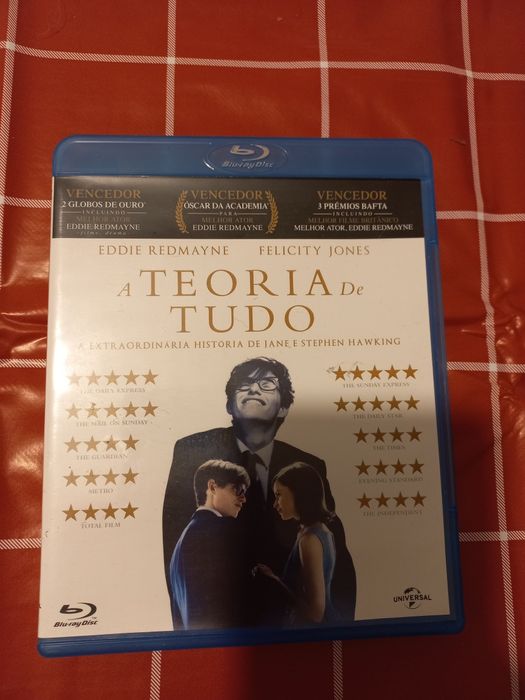 Blu-ray Disc
VENCEDOR
2 GLOBOS DE OURO
INCLUINDO
MELHOR ATOR
EDDIE REDMAYNE
filme, drama
VENCEDOR
ÓSCAR DA ACADEMIA
PARA
MELHOR ATOR
EDDIE REDMAYNE
VENCEDOR
3 PRÉMIOS BAFTA
INCLUINDO
MELHOR FILME BRITÂNICO
MELHOR ATOR, EDDIE REDMAYNE
EDDIE REDMAYNE FELICITY JONES
A TEORIA De
TUDO
A EXTRAORDINÁRIA HISTÓRIA DE JANE E STEPHEN HAWKING
THE DAILY EXPRESS
THE MAIL ON SUNDAY
THE GUARDIAN
METRO
TOTAL FILM
THE SUNDAY EXPRESS
THE DAILY STAR
THE TIMES
EVENING STANDARD
THE INDEPENDENT
Blu-ray Disc
UNIVERSAL